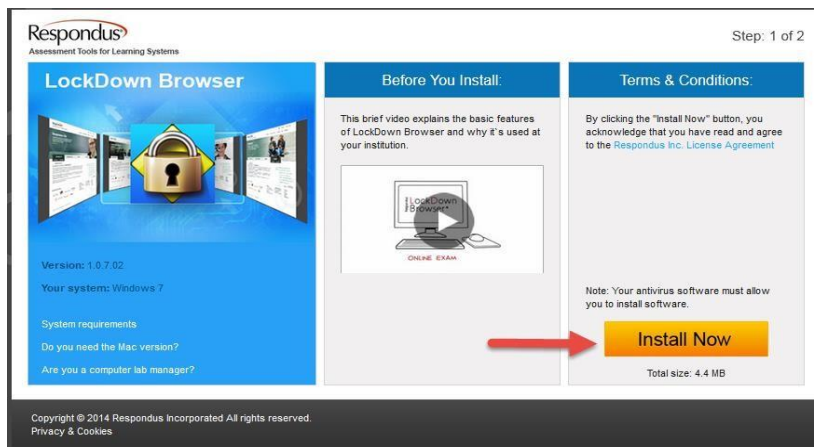 Respondus
Assessment Tools for Learning Systems
Step: 1 of 2
LockDown Browser
Version: 1.0.7.02
Your system: Windows 7
System requirements
Do you need the Mac version?
Are you a computer lab manager?
Before You Install:
This brief video explains the basic features
of LockDown Browser and why it`s used at
your institution.
LockDown
Browser
ONLINE EXAM
Terms & Conditions:
By clicking the "Install Now" button, you
acknowledge that you have read and agree
to the Respondus Inc. License Agreement
Note: Your antivirus software must allow
you to install software.
Install Now
Total size: 4.4 MB
Copyright © 2014 Respondus Incorporated All rights reserved.
Privacy & Cookies